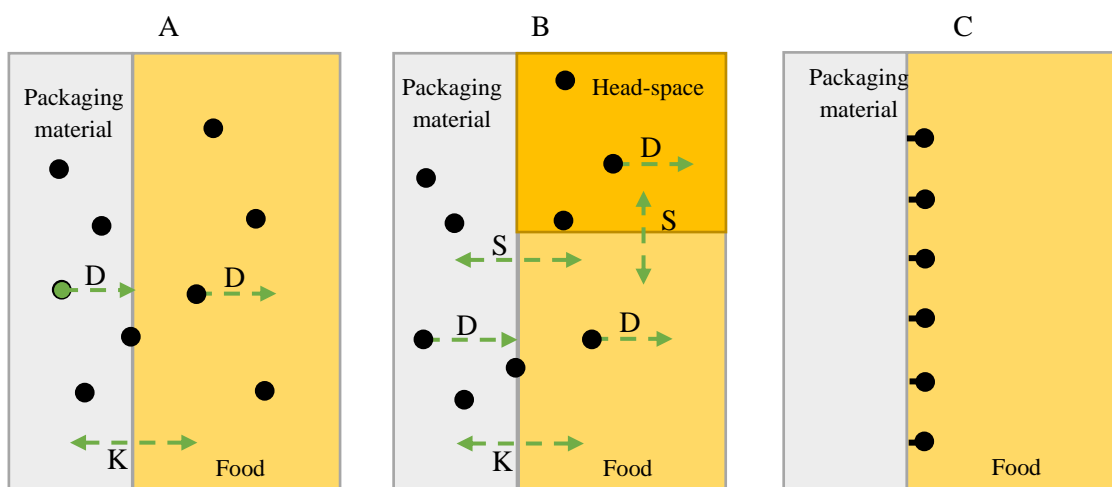 A
Packaging
material
D
D
K
Food
B
Packaging
material
Head-space
D
S
S
D
D
K
Food
C
Packaging
material
Food